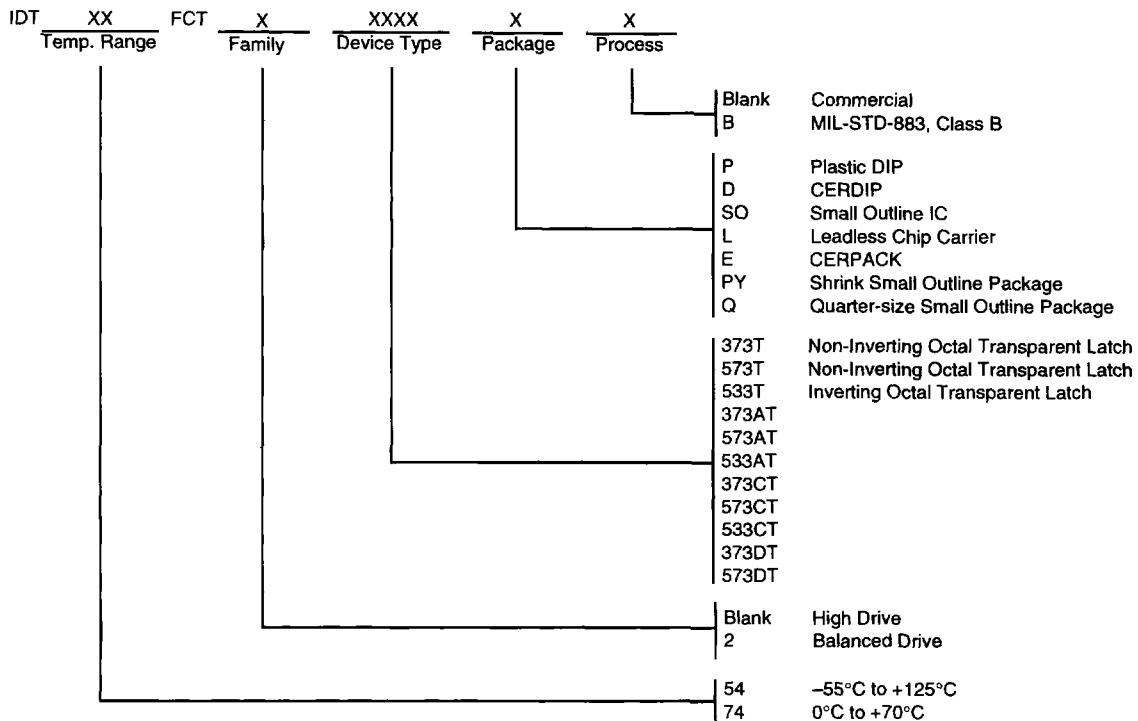 IDT XX FCT X XXXX X X
Temp. Range Family Device Type Package Process
Blank Commercial
B MIL-STD-883, Class B
P Plastic DIP
D CERDIP
SO Small Outline IC
L Leadless Chip Carrier
E CERPACK
PY Shrink Small Outline Package
Q Quarter-size Small Outline Package
373T Non-Inverting Octal Transparent Latch
573T Non-Inverting Octal Transparent Latch
533T Inverting Octal Transparent Latch
373AT
573AT
533AT
373CT
573CT
533CT
373DT
573DT
Blank High Drive
2 Balanced Drive
54 –55°C to +125°C
74 0°C to +70°C